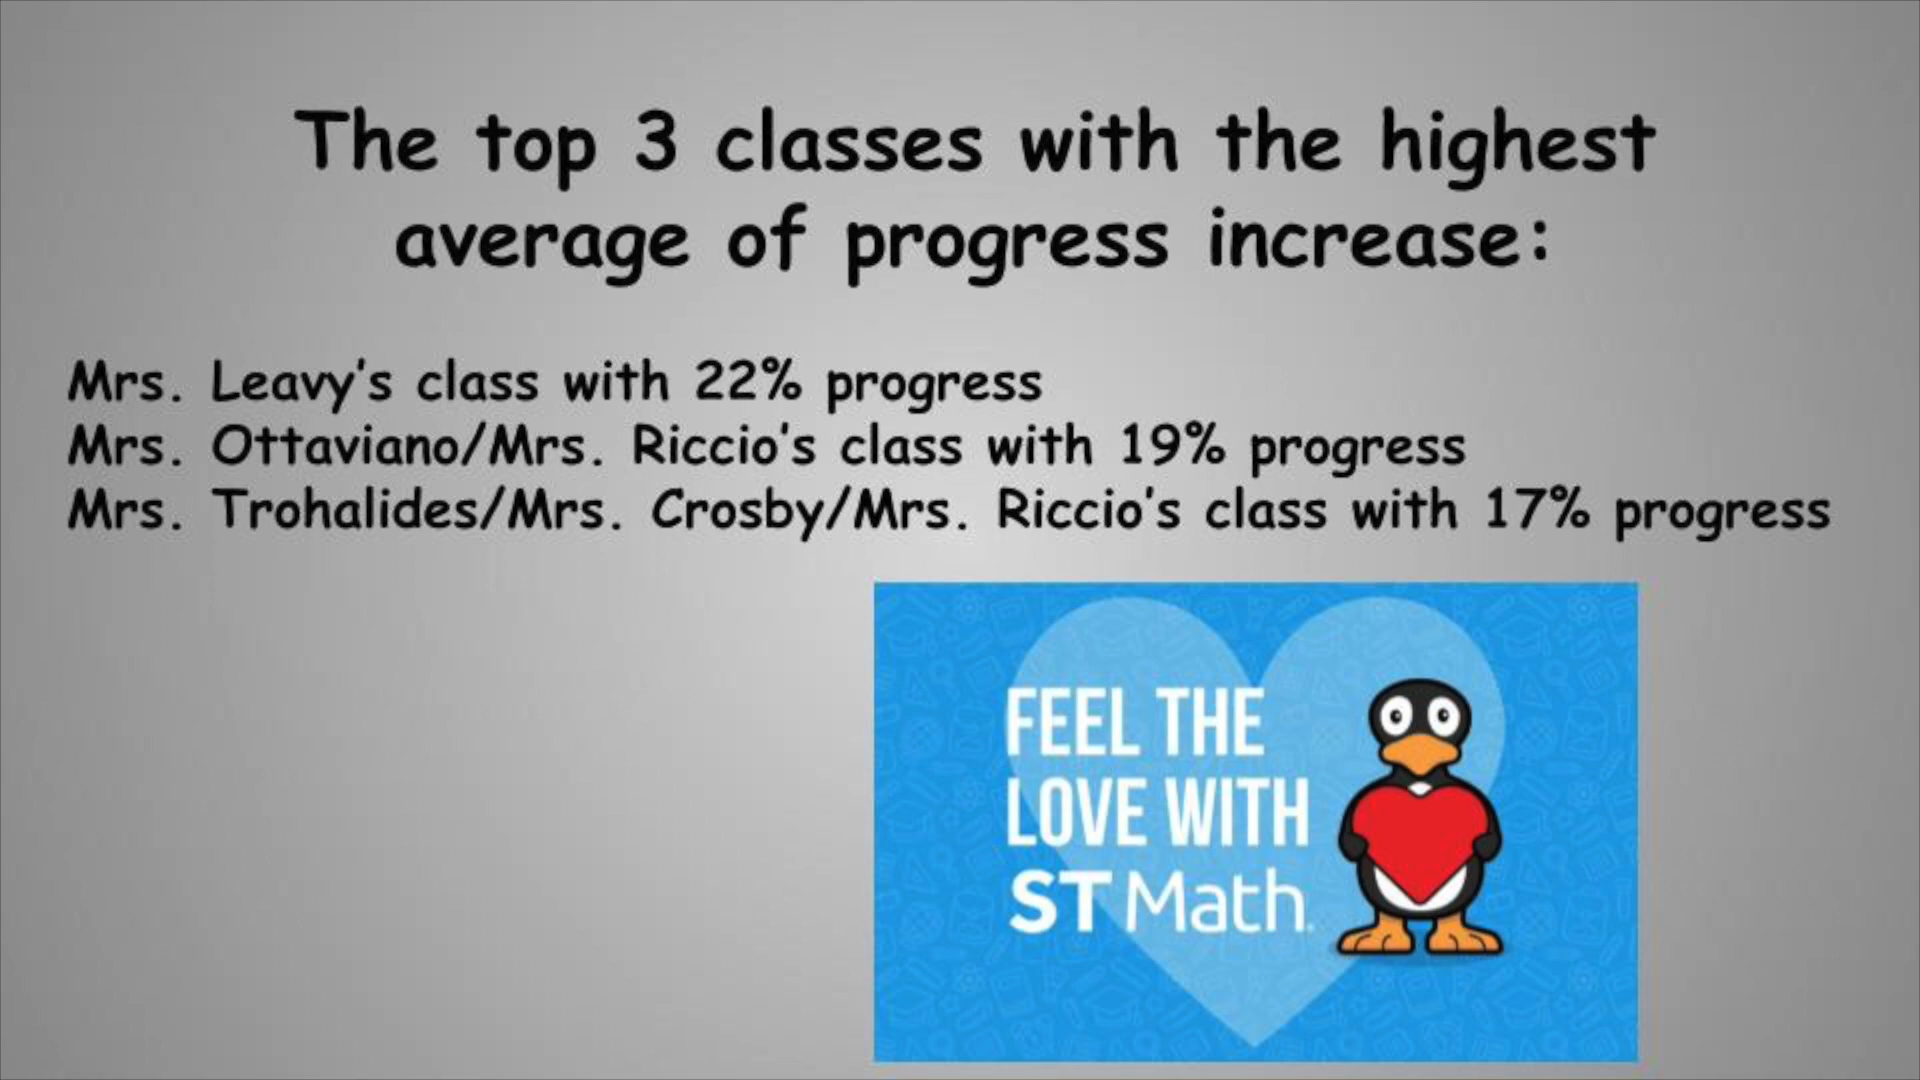 The top 3 classes with the highest
average of progress increase:
Mrs. Leavy's class with 22% progress
Mrs. Ottaviano/Mrs. Riccio's class with 19% progress
Mrs. Trohalides/Mrs. Crosby/Mrs. Riccio's class with 17% progress
FEEL THE
LOVE WITH
ST Math.